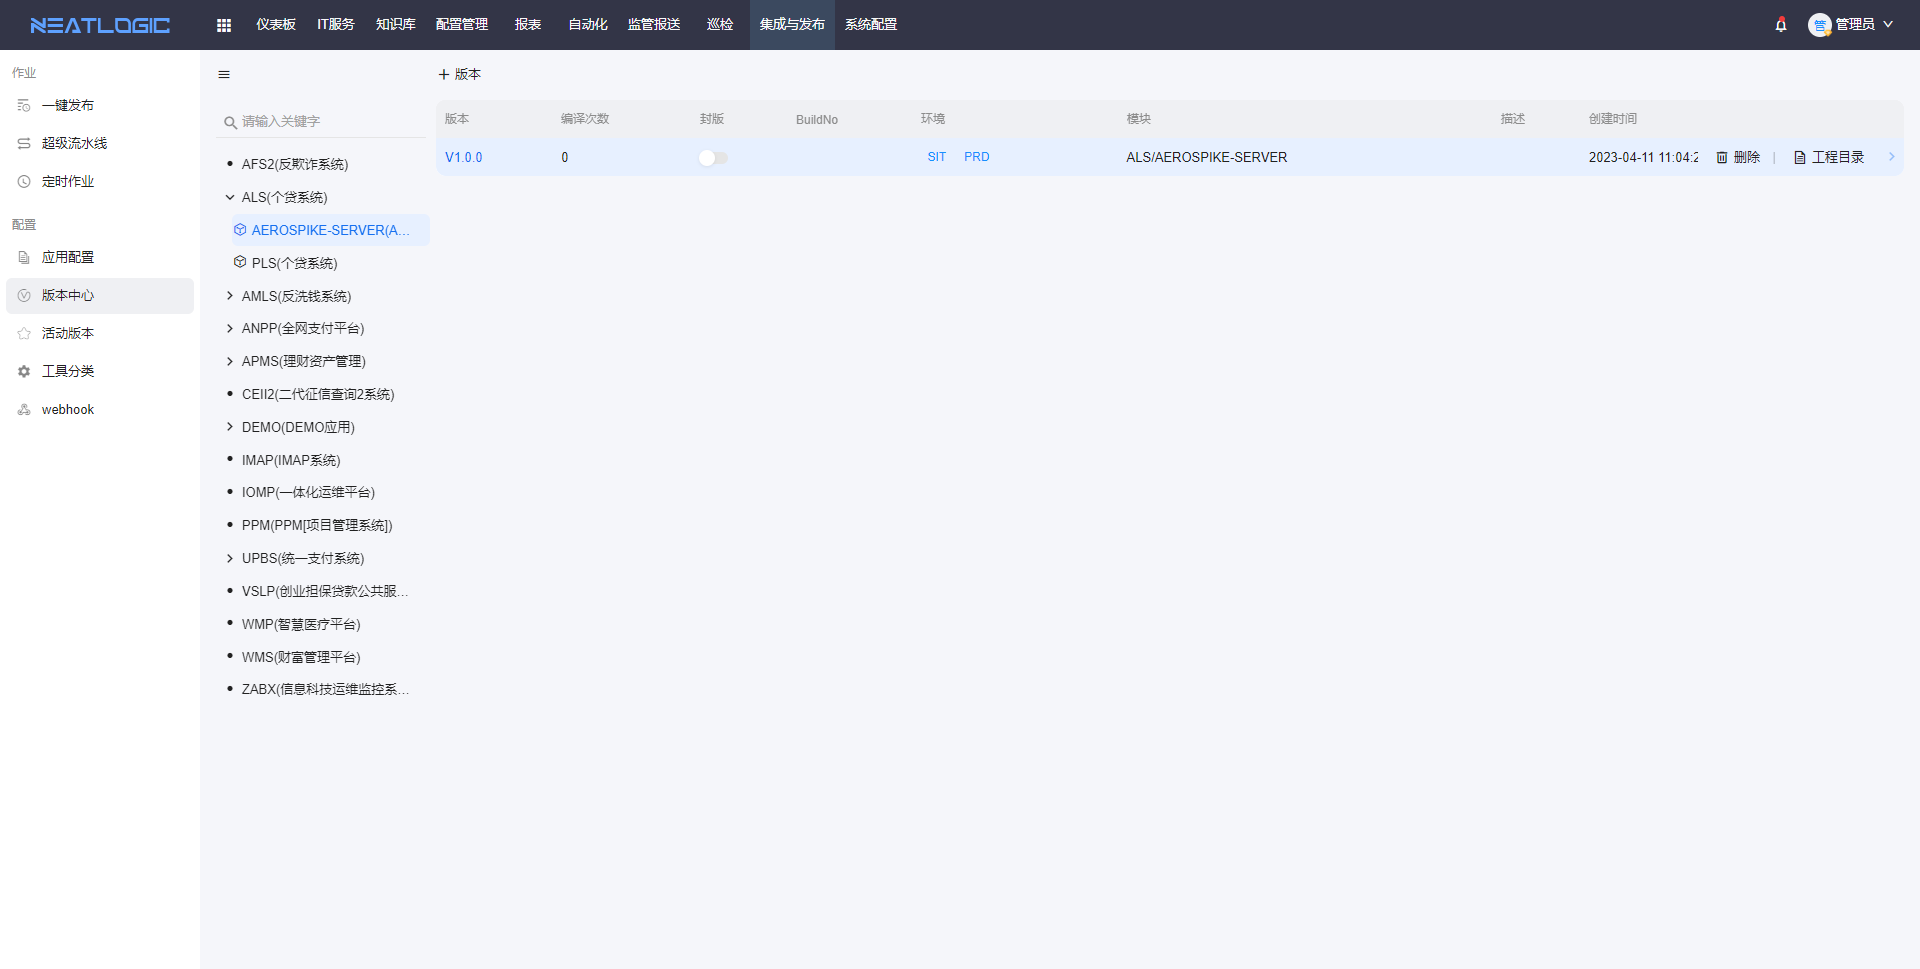 NEATLOGIC 仪表板 IT服务 知识库 配置管理 报表 自动化 监管报送 巡检 集成与发布 系统配置 管 管理员
作业
一键发布
超级流水线
定时作业
配置
应用配置
版本中心
活动版本
工具分类
webhook
请输入关键字
AFS2(反欺诈系统)
ALS(个贷系统)
AEROSPIKE-SERVER(A...
PLS(个贷系统)
AMLS(反洗钱系统)
ANPP(全网支付平台)
APMS(理财资产管理)
CEII2(二代征信查询2系统)
DEMO(DEMO应用)
IMAP(IMAP系统)
IOMP(一体化运维平台)
PPM(PPM[项目管理系统])
UPBS(统一支付系统)
VSLP(创业担保贷款公共服...
WMP(智慧医疗平台)
WMS(财富管理平台)
ZABX(信息科技运维监控系...
版本
版本 编译次数 封版 BuildNo 环境 模块 描述 创建时间
V1.0.0 0 SIT PRD ALS/AEROSPIKE-SERVER 2023-04-11 11:04:2 删除 | 工程目录